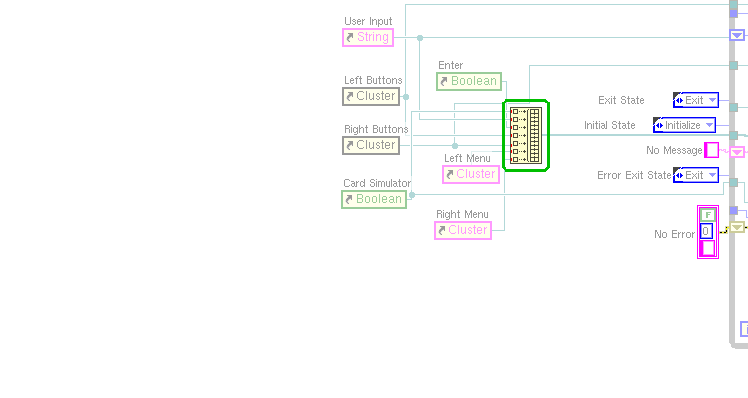 User Input
String
Enter
Boolean
Left Buttons
Cluster
Exit State
Exit
Initial State
Initialize
Right Buttons
Cluster
Left Menu
Cluster
No Message
Error Exit State
Exit
Card Simulator
Boolean
Right Menu
Cluster
No Error
F
0
i